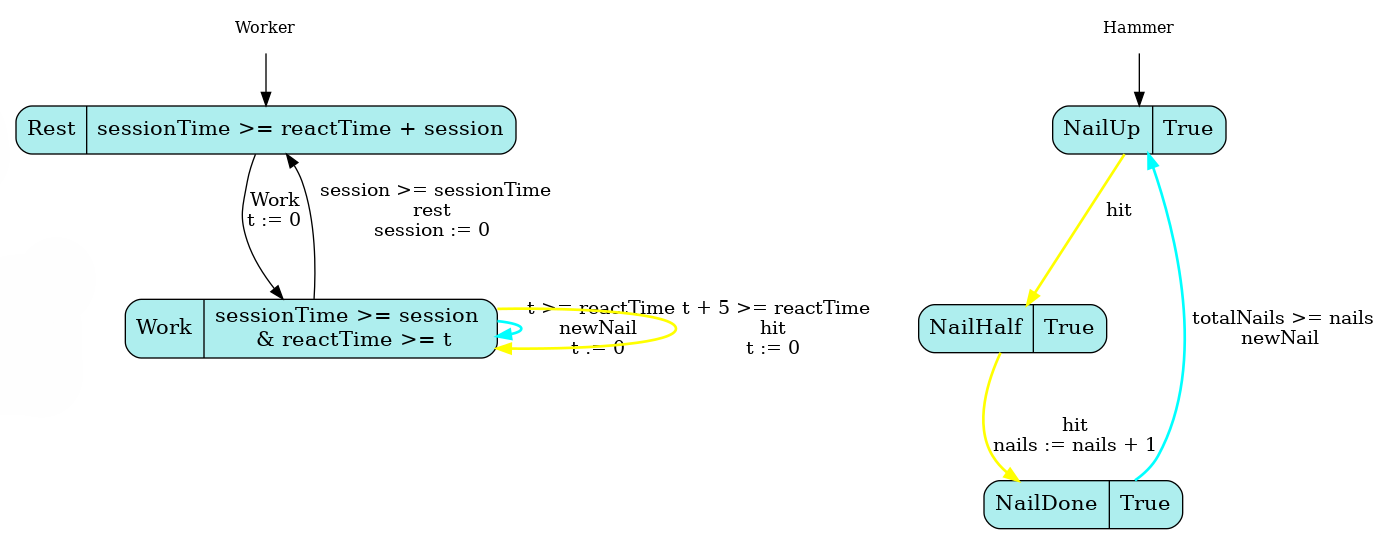 Worker
Hammer
Rest
sessionTime >= reactTime + session
NailUp
True
Work
t := 0
session >= sessionTime
rest
session := 0
hit
Work
sessionTime >= session
& reactTime >= t
t >= reactTime
newNail
t := 0
t + 5 >= reactTime
hit
t := 0
NailHalf
True
totalNails >= nails
newNail
hit
nails := nails + 1
NailDone
True